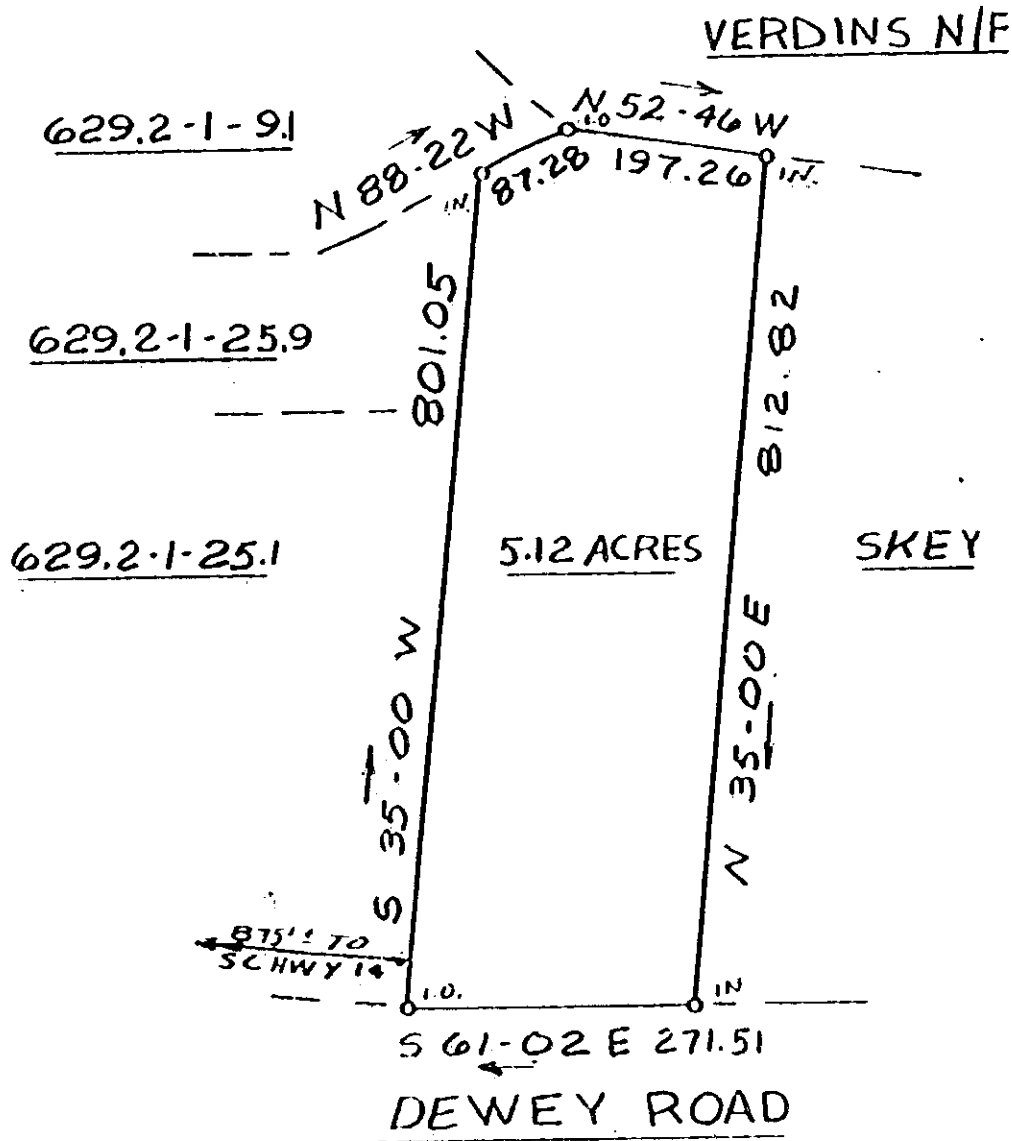 VERDINS N/F
629.2-1-9.1
N 88-22 W
87.28
I.O
N 52-46 W
197.26
IN.
IN.
629.2-1-25.9
801.05
812.82
629.2-1-25.1
5.12 ACRES
SKEY
S 35-00 W
N 35-00 E
875'± TO
SC HWY 14
I.O.
IN
S 61-02 E 271.51
DEWEY ROAD